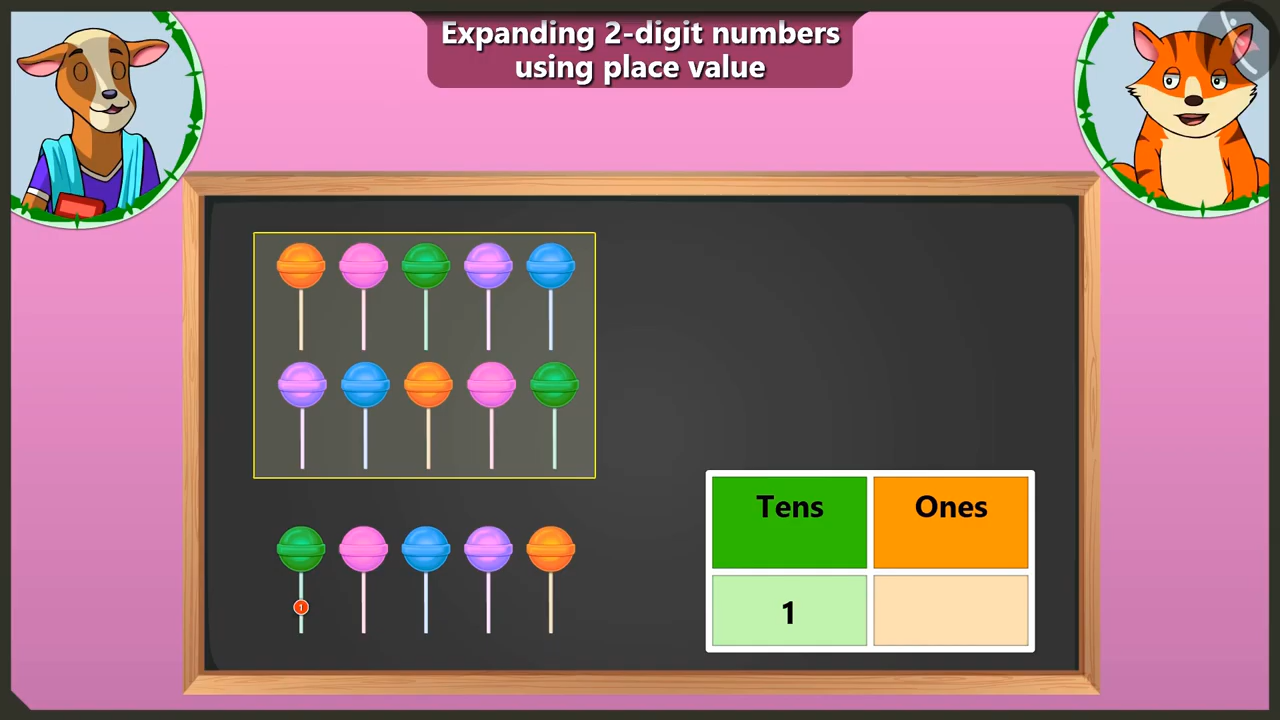 Expanding 2-digit numbers
using place value
Tens Ones
1
1